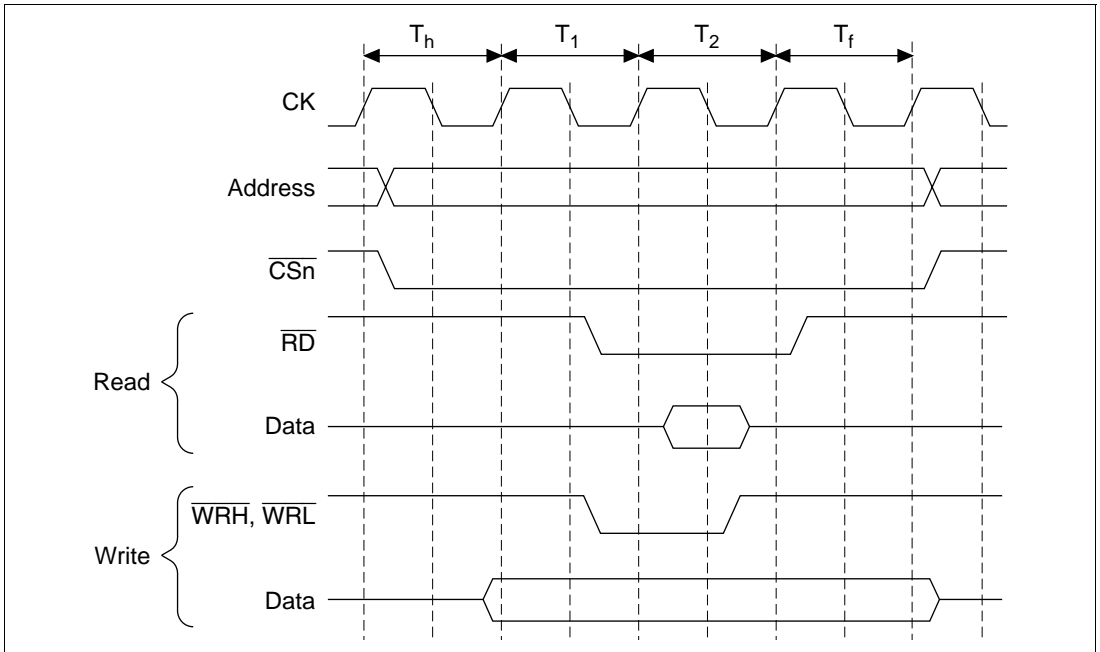 Th T1 T2 Tf
CK
Address
CSn
RD
Read
Data
WRH, WRL
Write
Data